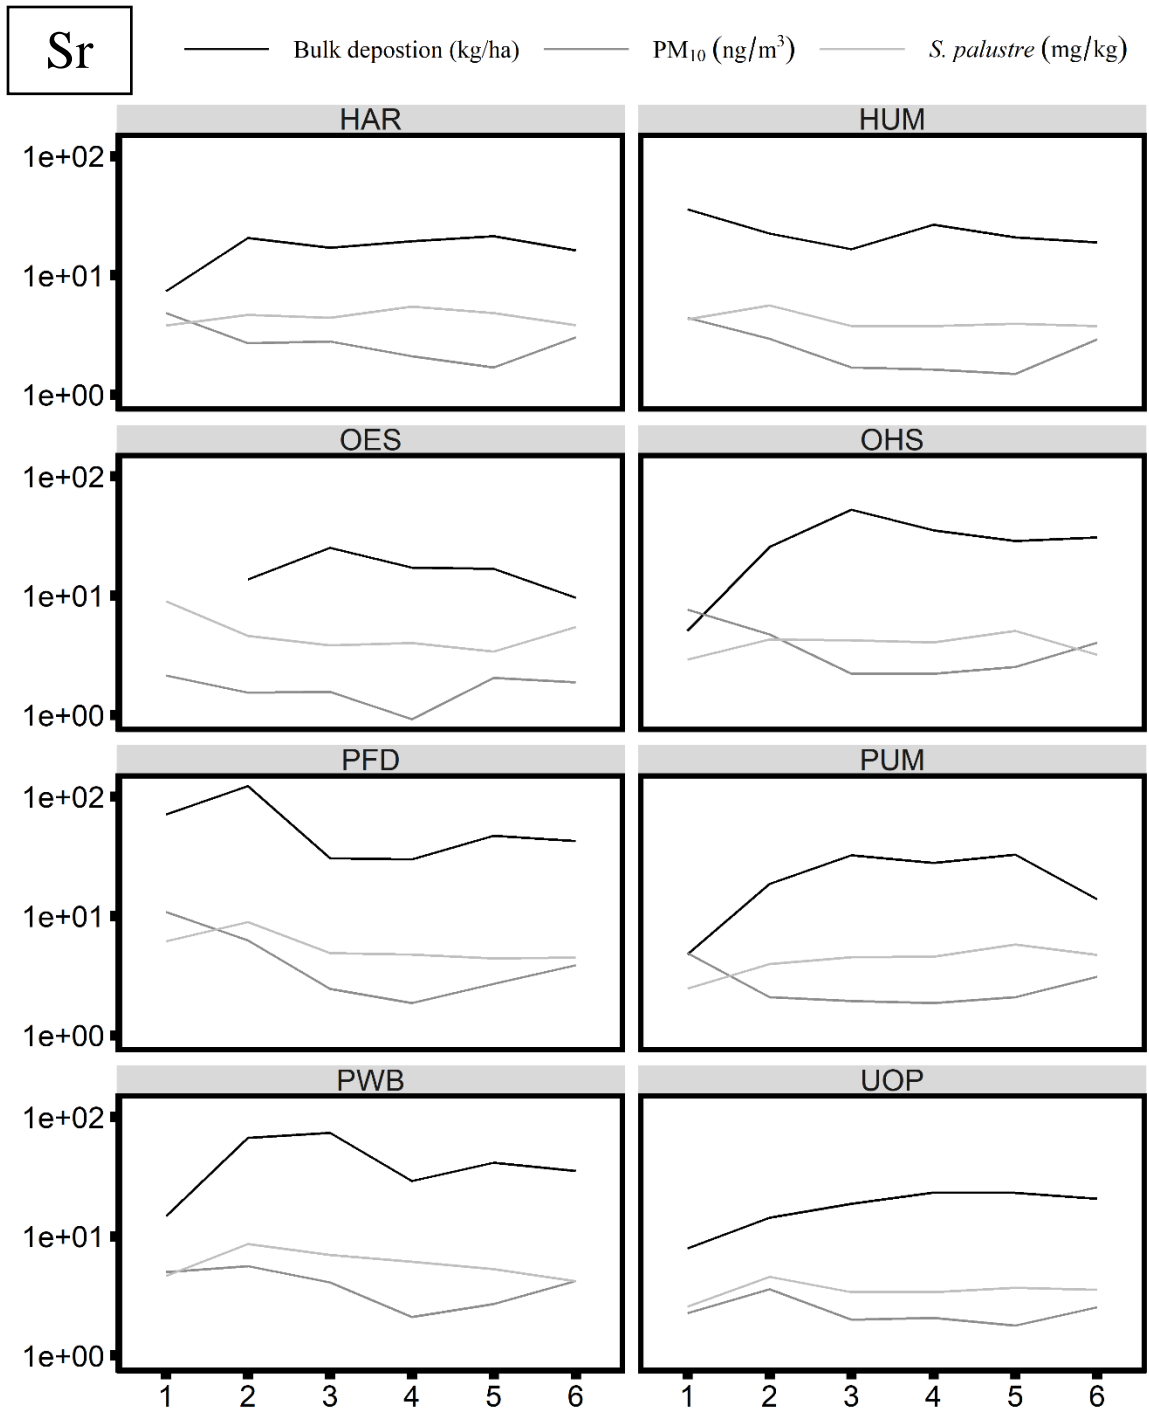 Sr
Bulk depostion (kg/ha) PM₁₀ (ng/m³) S. palustre (mg/kg)
HAR HUM
1e+02
1e+01
1e+00
OES OHS
1e+02
1e+01
1e+00
PFD PUM
1e+02
1e+01
1e+00
PWB UOP
1e+02
1e+01
1e+00
1 2 3 4 5 6 1 2 3 4 5 6